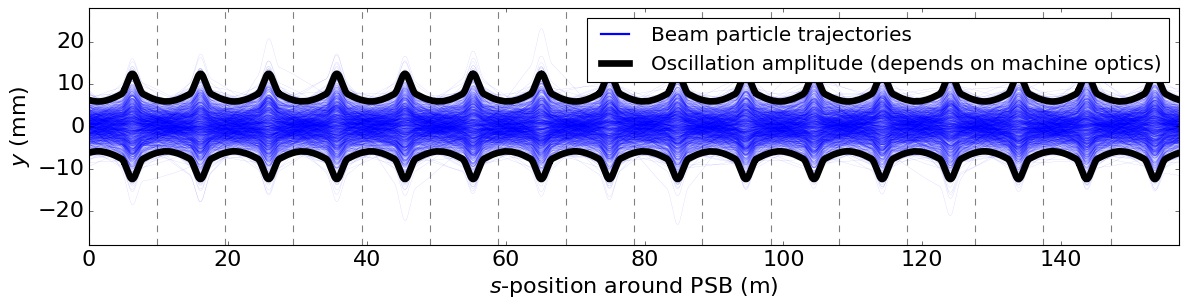 Beam particle trajectories
Oscillation amplitude (depends on machine optics)
20
10
0
−10
−20
y (mm)
0 20 40 60 80 100 120 140
s-position around PSB (m)